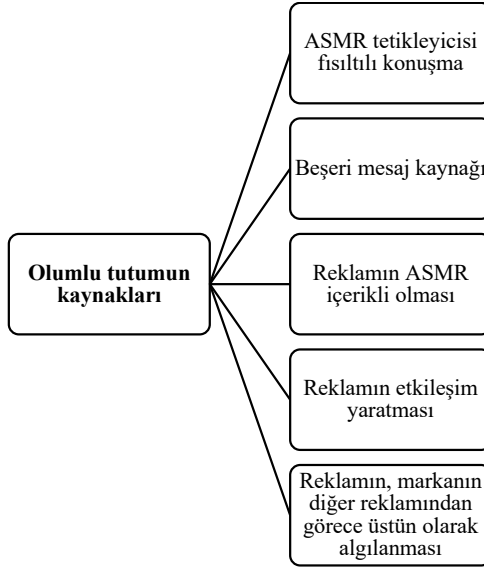 ASMR tetikleyicisi
fısıltılı konuşma
Beşeri mesaj kaynağı
Olumlu tutumun
kaynakları
Reklamın ASMR
içerikli olması
Reklamın etkileşim
yaratması
Reklamın, markanın
diğer reklamından
görece üstün olarak
algılanması